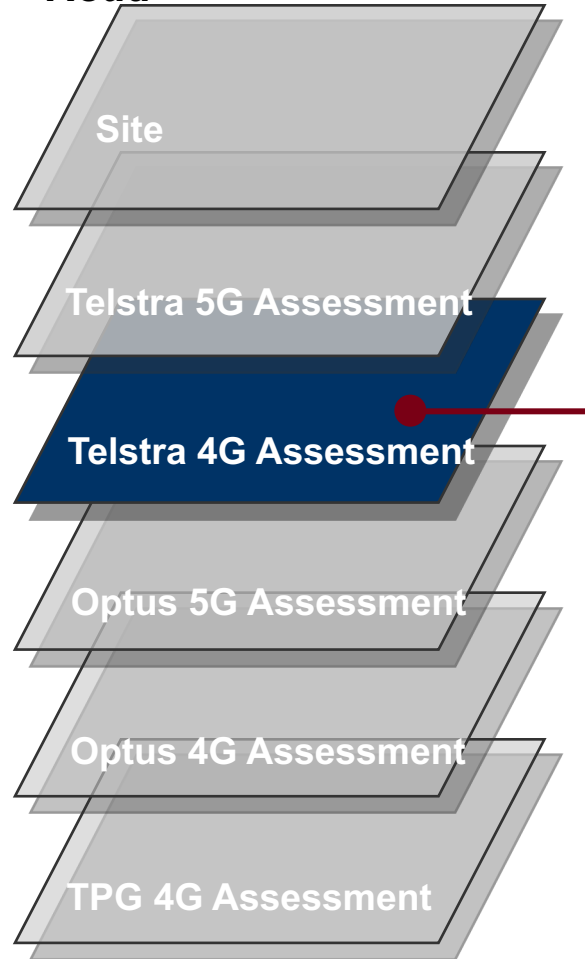 Site
Telstra 5G Assessment
Telstra 4G Assessment
Optus 5G Assessment
Optus 4G Assessment
TPG 4G Assessment